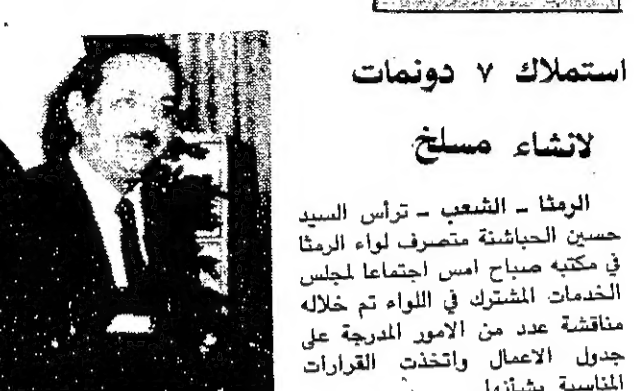 استملاك ٧ دونمات
لانشاء مسلخ
الرمثا ــ الشعب ــ ترأس السيد
حسين الحباشنة متصرف لواء الرمثا
في مكتبه صباح امس اجتماعا لمجلس
الخدمات المشترك في اللواء تم خلاله
مناقشة عدد من الامور المدرجة على
جدول الاعمال واتخذت القرارات
المناسبة بشأنها